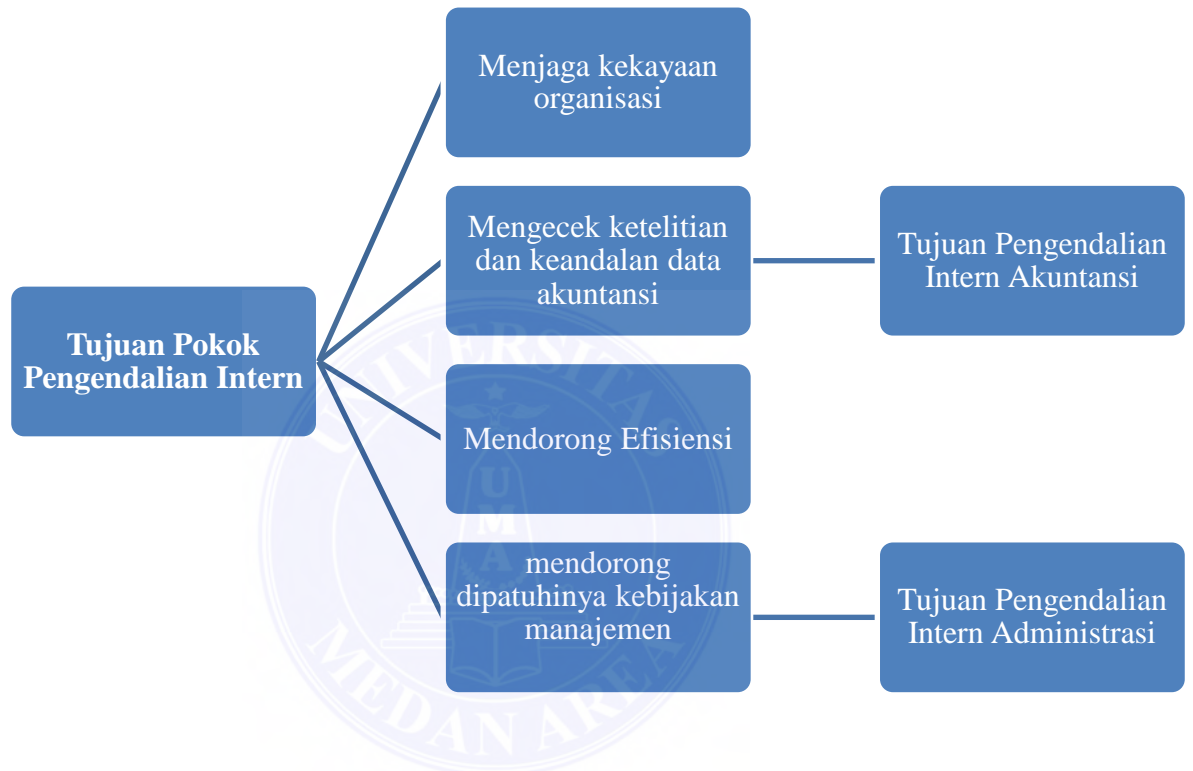 Menjaga kekayaan
organisasi
Mengecek ketelitian
dan keandalan data
akuntansi
Tujuan Pengendalian
Intern Akuntansi
Tujuan Pokok
Pengendalian Intern
Mendorong Efisiensi
mendorong
dipatuhinya kebijakan
manajemen
Tujuan Pengendalian
Intern Administrasi
UNIVERSITAS
UMA
MEDAN AREA